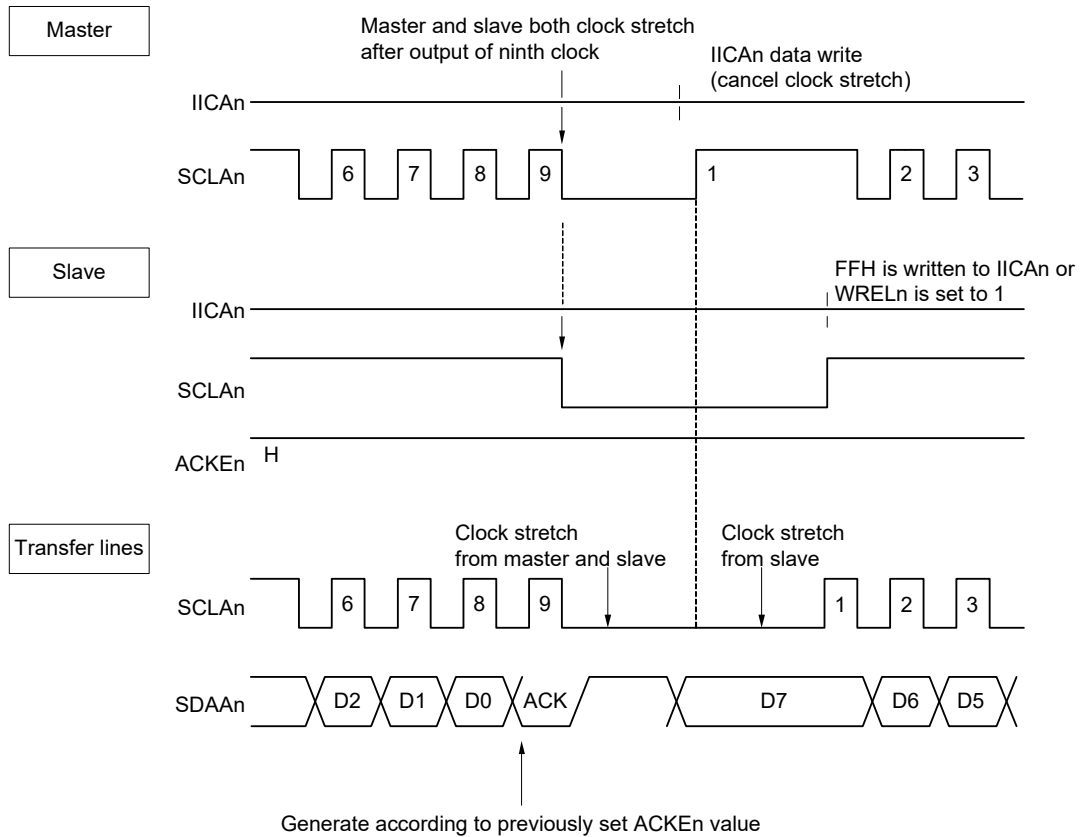 Master
Master and slave both clock stretch
after output of ninth clock
IICAn data write
(cancel clock stretch)
IICAn
SCLAn
6
7
8
9
1
2
3
Slave
FFH is written to IICAn or
WRELn is set to 1
IICAn
SCLAn
ACKEn
H
Transfer lines
Clock stretch
from master and slave
Clock stretch
from slave
SCLAn
6
7
8
9
1
2
3
SDAAn
D2
D1
D0
ACK
D7
D6
D5
Generate according to previously set ACKEn value